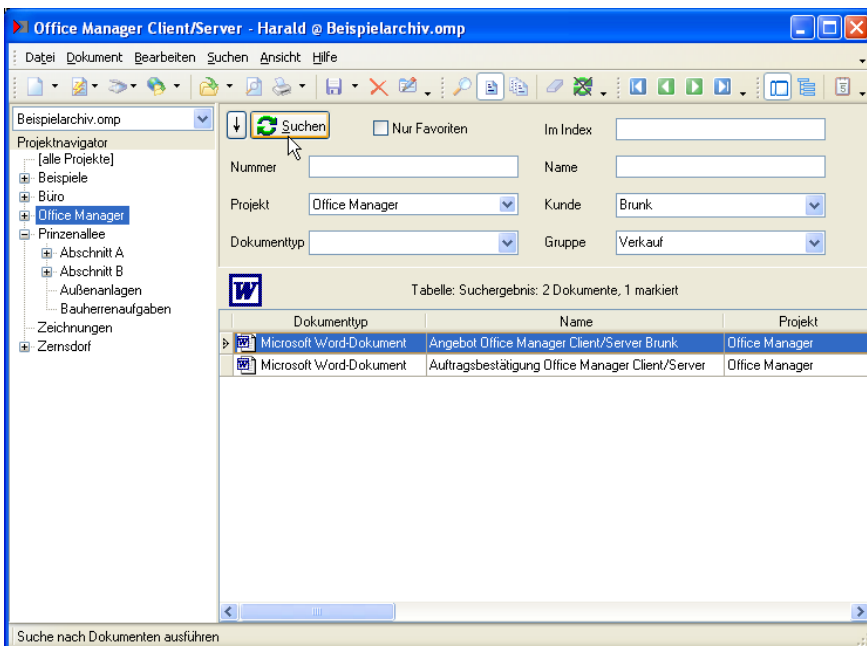 Office Manager Client/Server - Harald @ Beispielarchiv.omp
Datei Dokument Bearbeiten Suchen Ansicht Hilfe
Beispielarchiv.omp
Projektnavigator
[alle Projekte]
Beispiele
Büro
Office Manager
Prinzenallee
Abschnitt A
Abschnitt B
Außenanlagen
Bauherrenaufgaben
Zeichnungen
Zernsdorf
Suchen Nur Favoriten Im Index
Nummer Name
Projekt Office Manager Kunde Brunk
Dokumenttyp Gruppe Verkauf
W Tabelle: Suchergebnis: 2 Dokumente, 1 markiert
Dokumenttyp Name Projekt
Microsoft Word-Dokument Angebot Office Manager Client/Server Brunk Office Manager
Microsoft Word-Dokument Auftragsbestätigung Office Manager Client/Server Office Manager
Suche nach Dokumenten ausführen